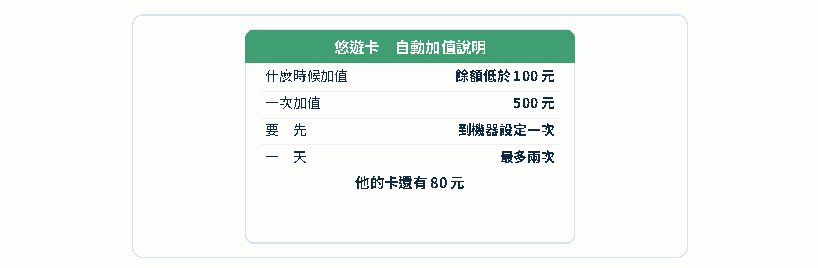 悠遊卡　自動加值說明
什麼時候加值　餘額低於 100 元
一次加值　500 元
要　先　到機器設定一次
一　天　最多兩次
他的卡還有 80 元